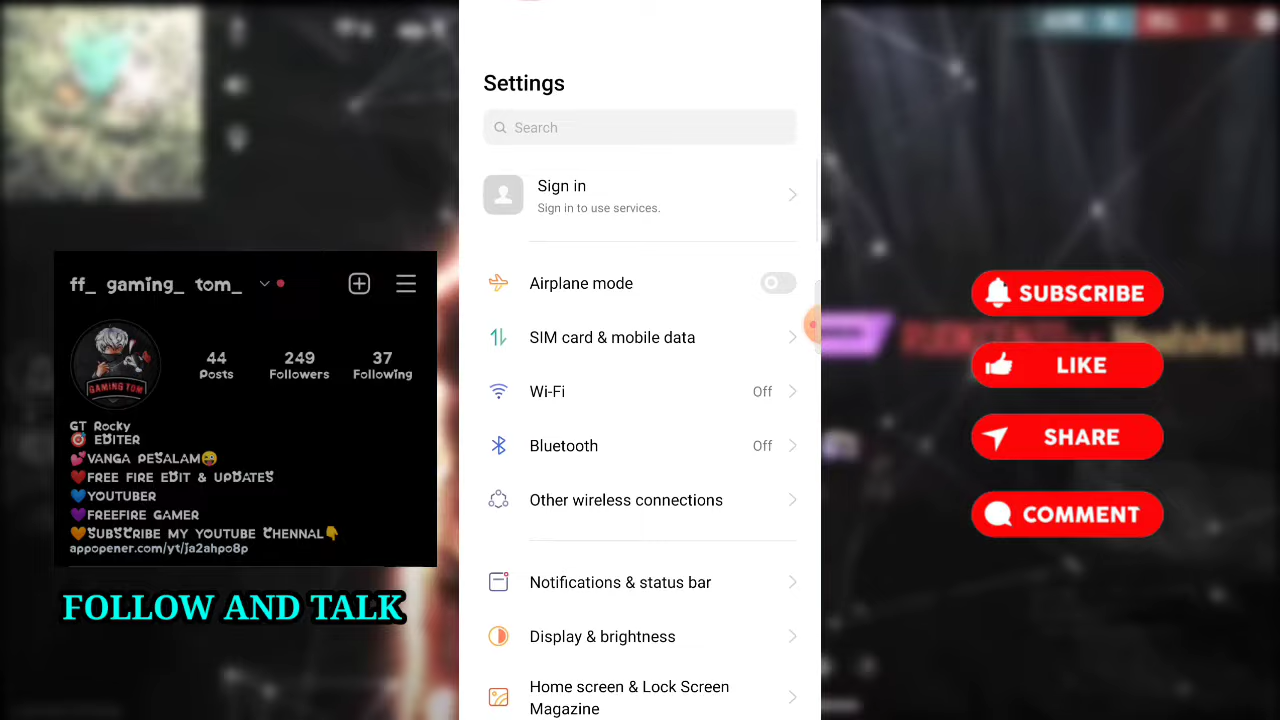 ff_ gaming_ tom_
44
Posts
249
Followers
37
Following
GAMING TOM
GT Rocky
🎯 EDITER
💕VANGA PESALAM😜
❤️FREE FIRE EDIT & UPDATES
💙YOUTUBER
💜FREEFIRE GAMER
🧡SUBSCRIBE MY YOUTUBE CHENNAL👇
appopener.com/yt/ja2ahpo8p
FOLLOW AND TALK
Settings
Search
Sign in
Sign in to use services.
Airplane mode
SIM card & mobile data
Wi-Fi
Off
Bluetooth
Off
Other wireless connections
Notifications & status bar
Display & brightness
Home screen & Lock Screen
Magazine
Headshot
SUBSCRIBE
LIKE
SHARE
COMMENT